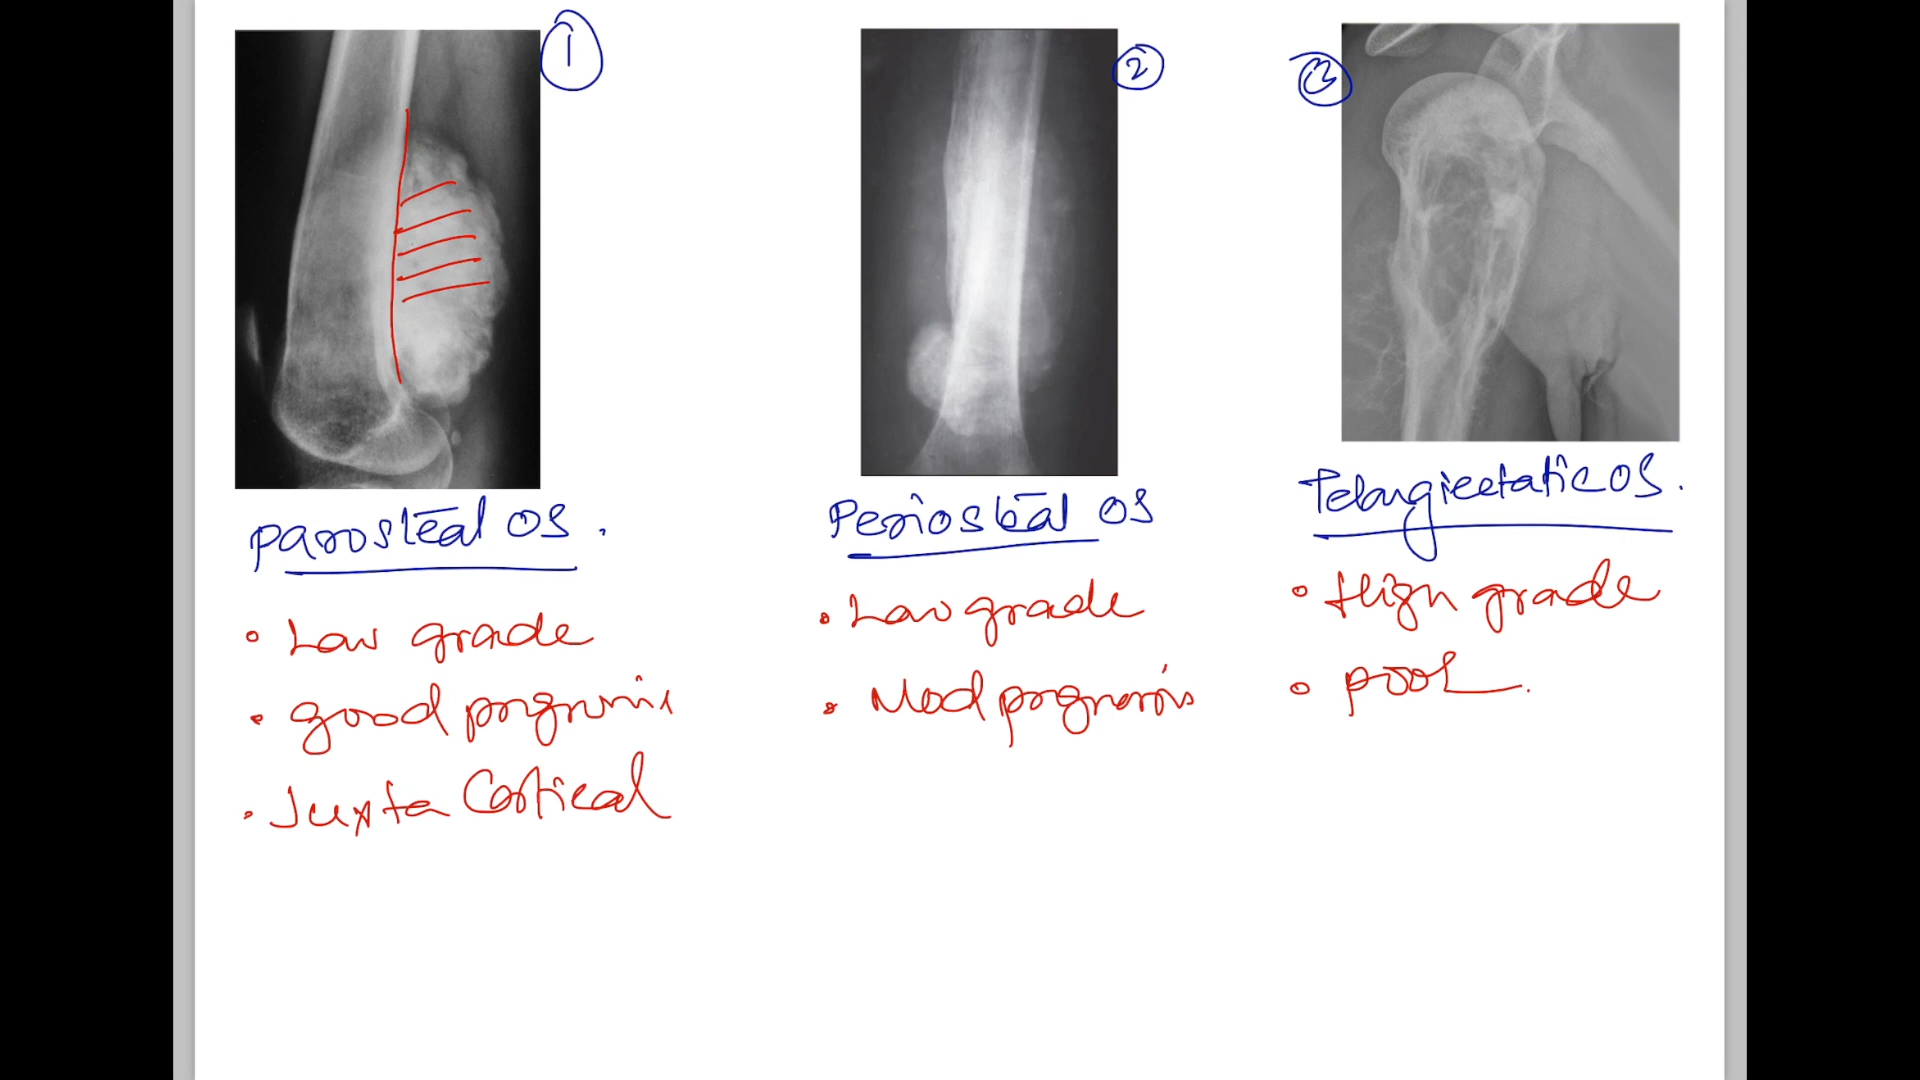 1
Parosteal OS.
• Low grade
• good prognosis
• Juxta Cortical
2
Periosteal OS
• Low grade
• Mod prognosis
3
Telangiectatic OS.
• High grade
• poor.